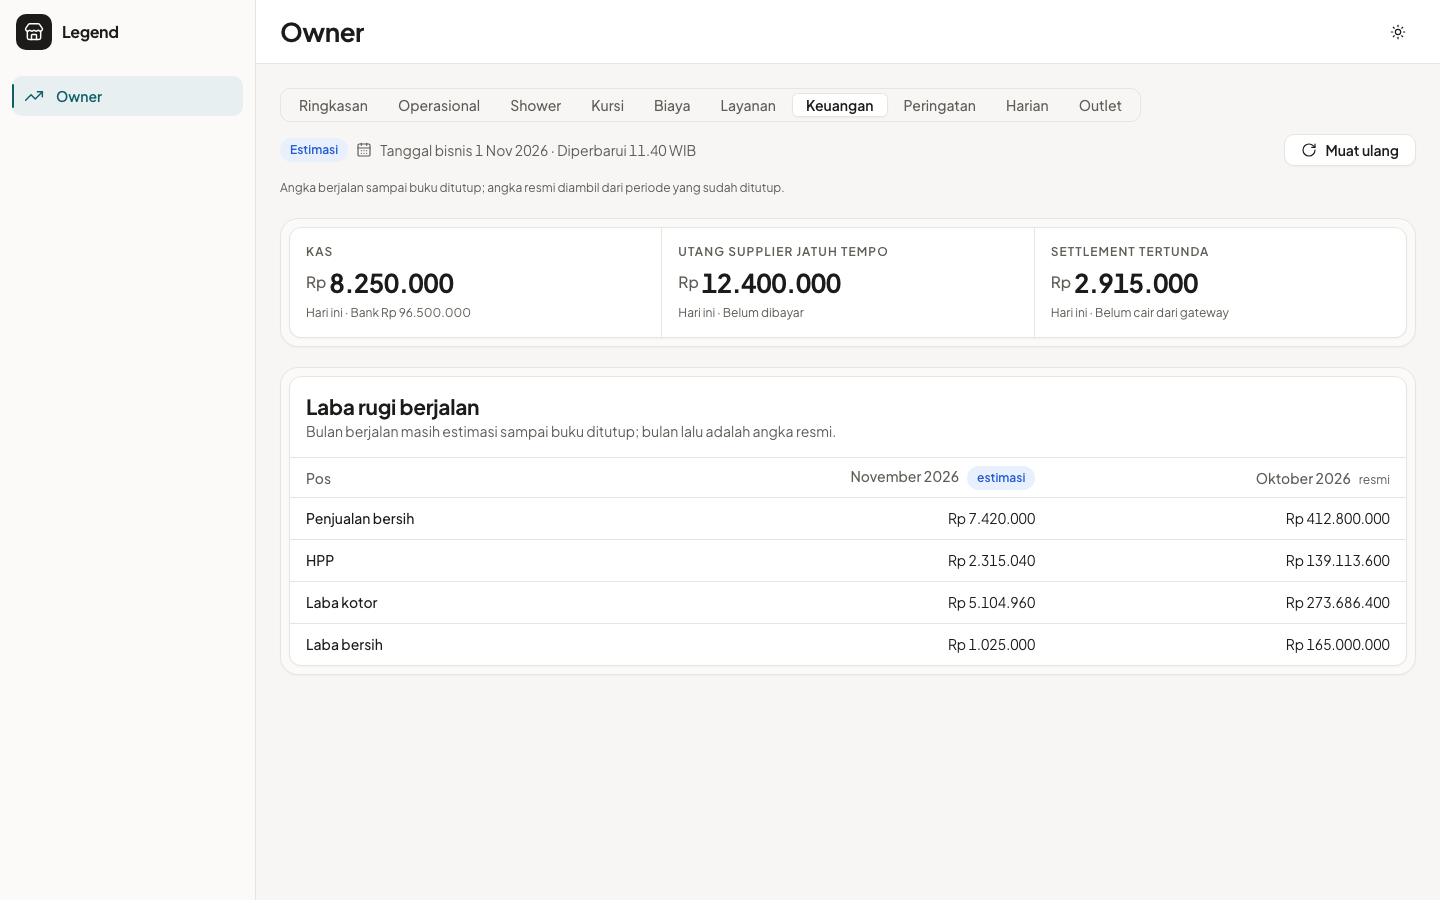 Legend
Owner
Owner
Ringkasan Operasional Shower Kursi Biaya Layanan Keuangan Peringatan Harian Outlet
Estimasi Tanggal bisnis 1 Nov 2026 · Diperbarui 11.40 WIB Muat ulang
Angka berjalan sampai buku ditutup; angka resmi diambil dari periode yang sudah ditutup.
KAS UTANG SUPPLIER JATUH TEMPO SETTLEMENT TERTUNDA
Rp 8.250.000 Rp 12.400.000 Rp 2.915.000
Hari ini · Bank Rp 96.500.000 Hari ini · Belum dibayar Hari ini · Belum cair dari gateway
Laba rugi berjalan
Bulan berjalan masih estimasi sampai buku ditutup; bulan lalu adalah angka resmi.
Pos November 2026 estimasi Oktober 2026 resmi
Penjualan bersih Rp 7.420.000 Rp 412.800.000
HPP Rp 2.315.040 Rp 139.113.600
Laba kotor Rp 5.104.960 Rp 273.686.400
Laba bersih Rp 1.025.000 Rp 165.000.000